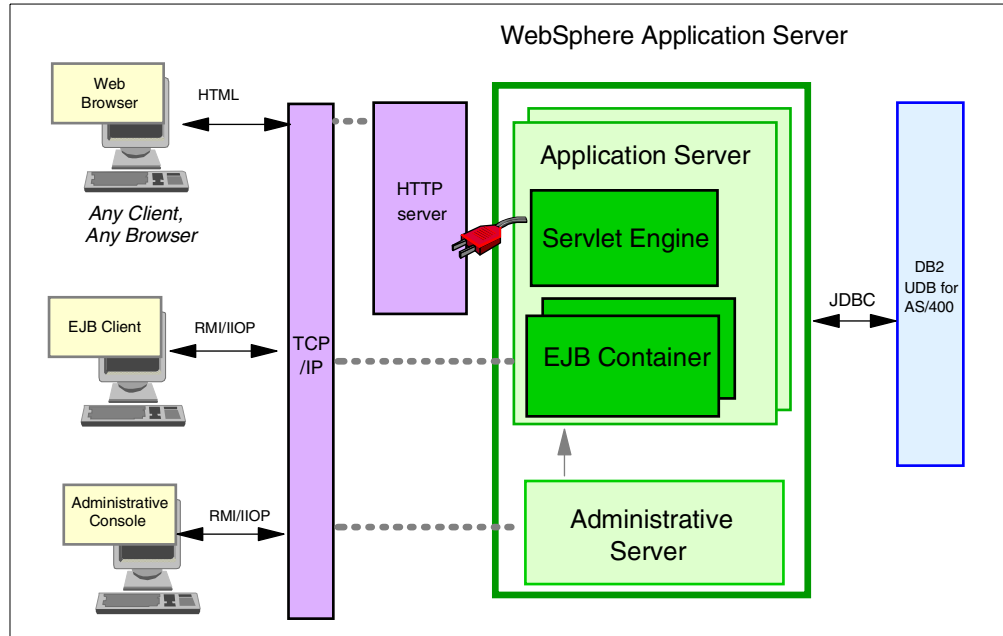 WebSphere Application Server
Web
Browser
HTML
Any Client,
Any Browser
EJB Client
RMI/IIOP
Administrative
Console
RMI/IIOP
TCP
/IP
HTTP
server
Application Server
Servlet Engine
EJB Container
Administrative
Server
JDBC
DB2
UDB for
AS/400